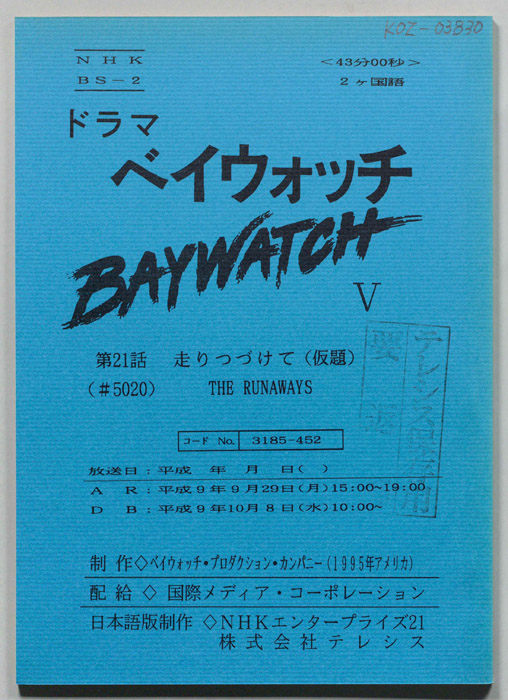 KOZ-03830
NHK
BS-2
<43分00秒>
2ヶ国語
ドラマ
ベイウォッチ
BAYWATCH
V
第21話 走りつづけて(仮題)
(#5020) THE RUNAWAYS
コード No. 3185-452
放送日:平成 年 月 日( )
A R:平成9年9月29日(月)15:00~19:00
D B:平成9年10月8日(水)10:00~
制作◇ベイウォッチ・プロダクション・カンパニー(1995年アメリカ)
配給◇国際メディア・コーポレーション
日本語版制作◇NHKエンタープライズ21
株式会社テレシス
テレシス